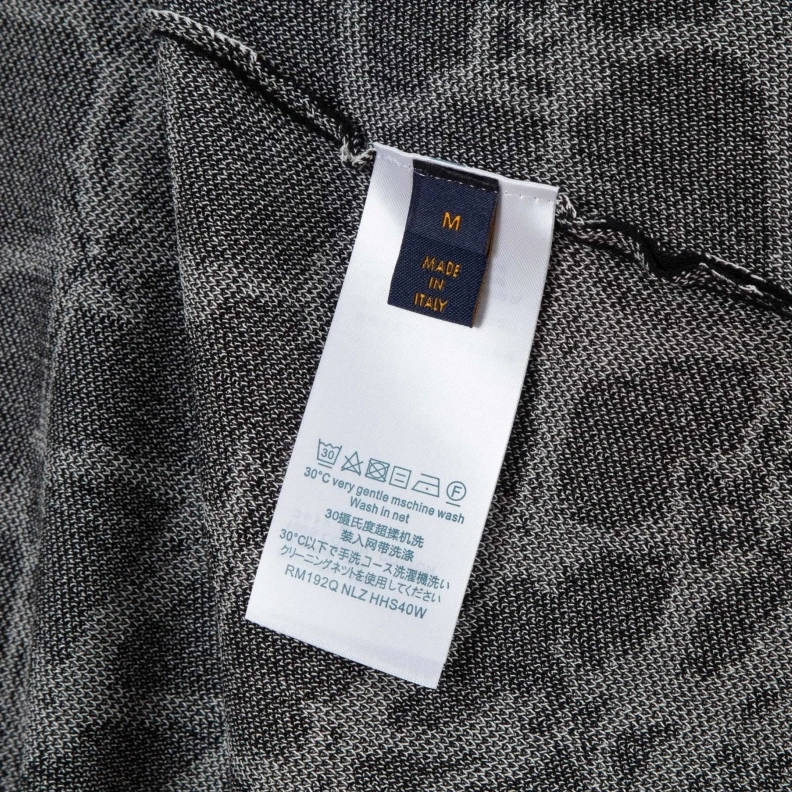 M
MADE
IN
ITALY
30
F
30°C very gentle mschine wash
Wash in net
30摄氏度超揉机洗
裝入网带洗涤
30°C以下で手洗コース洗濯機洗い
クリーニングネットを使用してください
RM192Q NLZ HHS40W